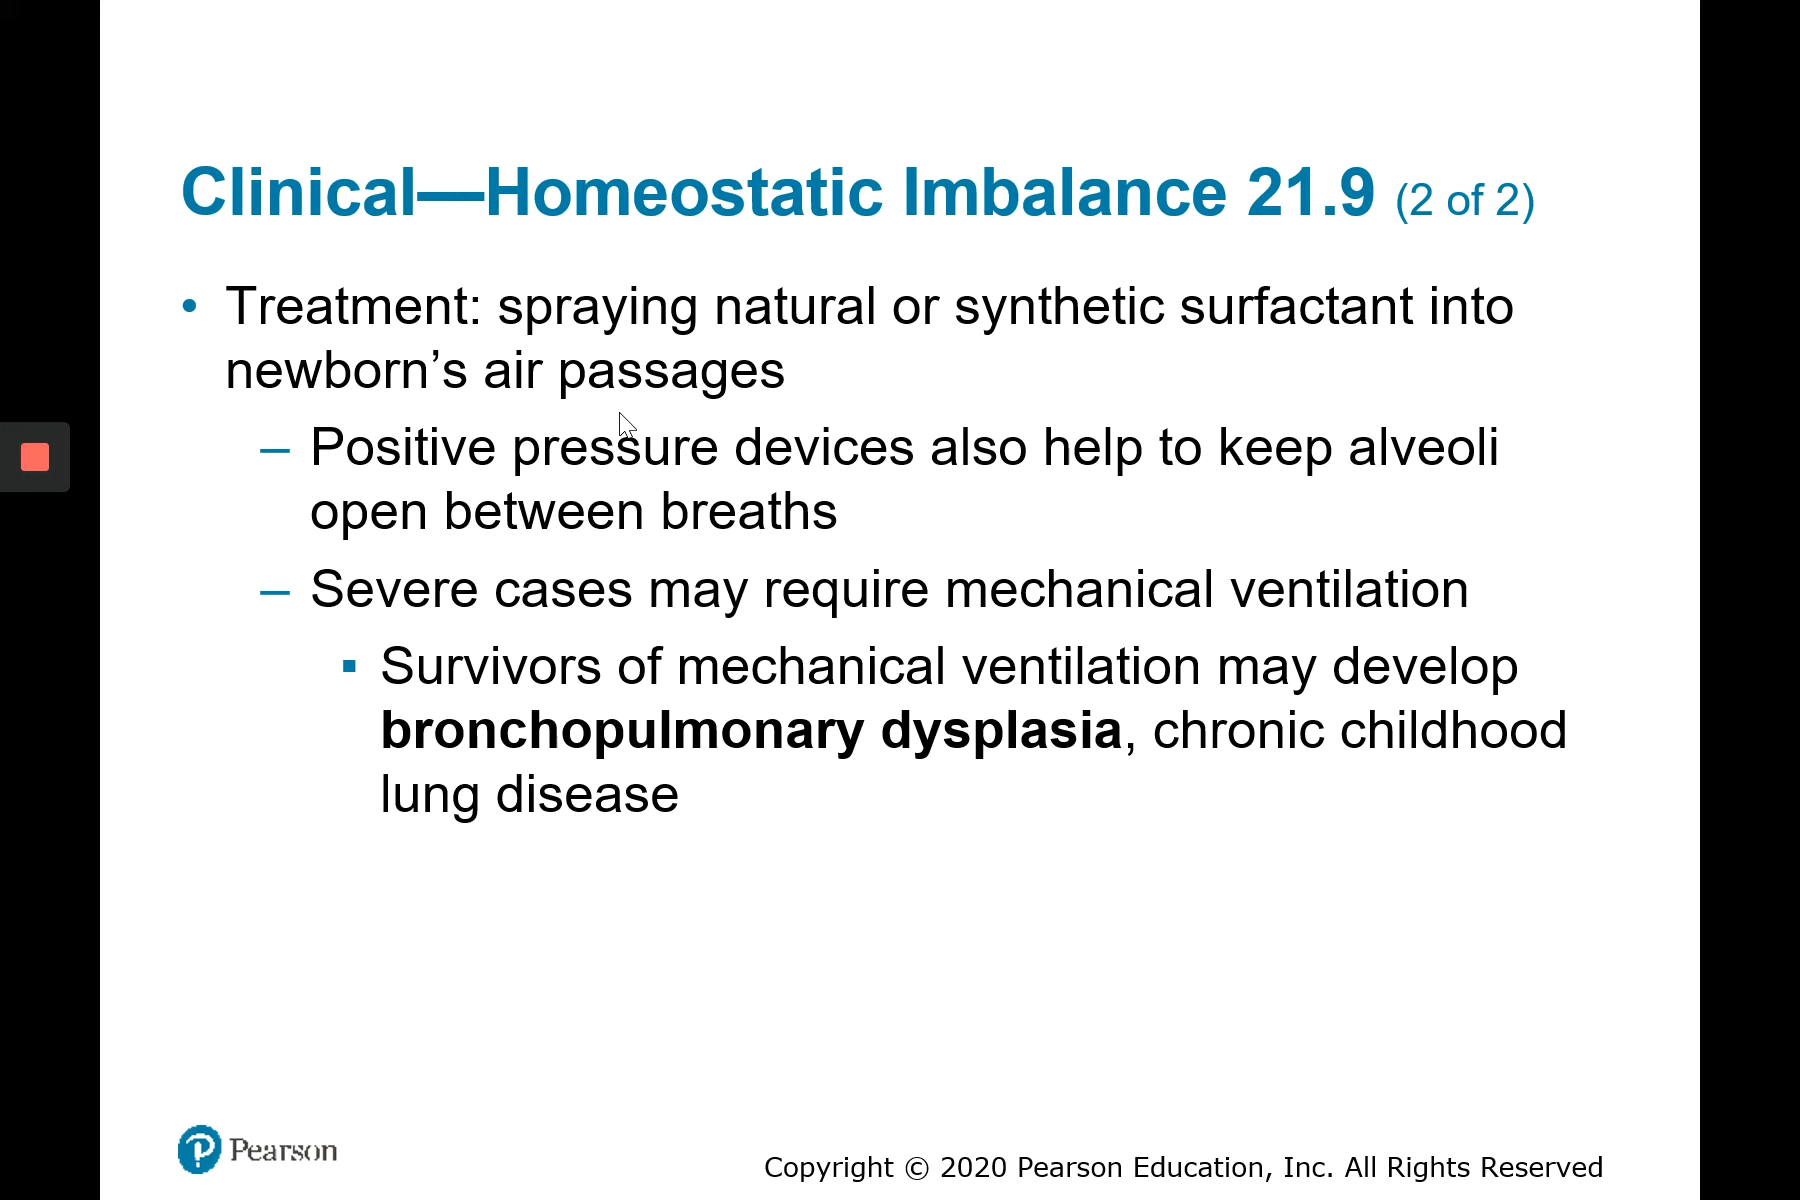 Clinical—Homeostatic Imbalance 21.9 (2 of 2)
• Treatment: spraying natural or synthetic surfactant into
newborn’s air passages
– Positive pressure devices also help to keep alveoli
open between breaths
– Severe cases may require mechanical ventilation
▪ Survivors of mechanical ventilation may develop
bronchopulmonary dysplasia, chronic childhood
lung disease
Pearson
Copyright © 2020 Pearson Education, Inc. All Rights Reserved